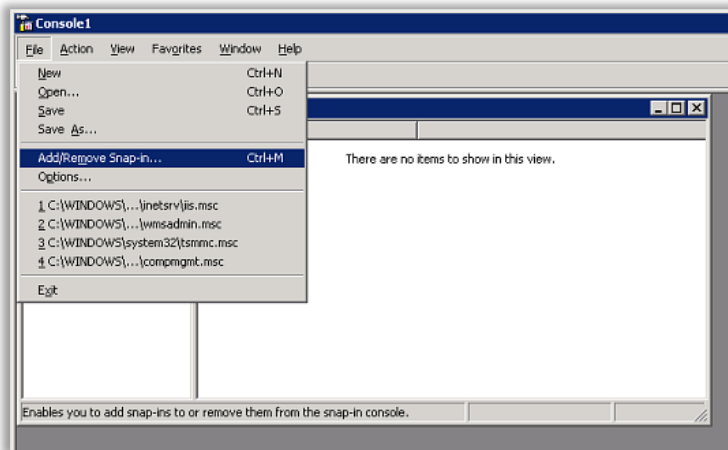 Console1
File Action View Favorites Window Help
New Ctrl+N
Open... Ctrl+O
Save Ctrl+S
Save As...
Add/Remove Snap-in... Ctrl+M
Options...
1 C:\WINDOWS\...\inetsrv\iis.msc
2 C:\WINDOWS\...\wmsadmin.msc
3 C:\WINDOWS\system32\tsmmc.msc
4 C:\WINDOWS\...\compmgmt.msc
Exit
There are no items to show in this view.
Enables you to add snap-ins to or remove them from the snap-in console.